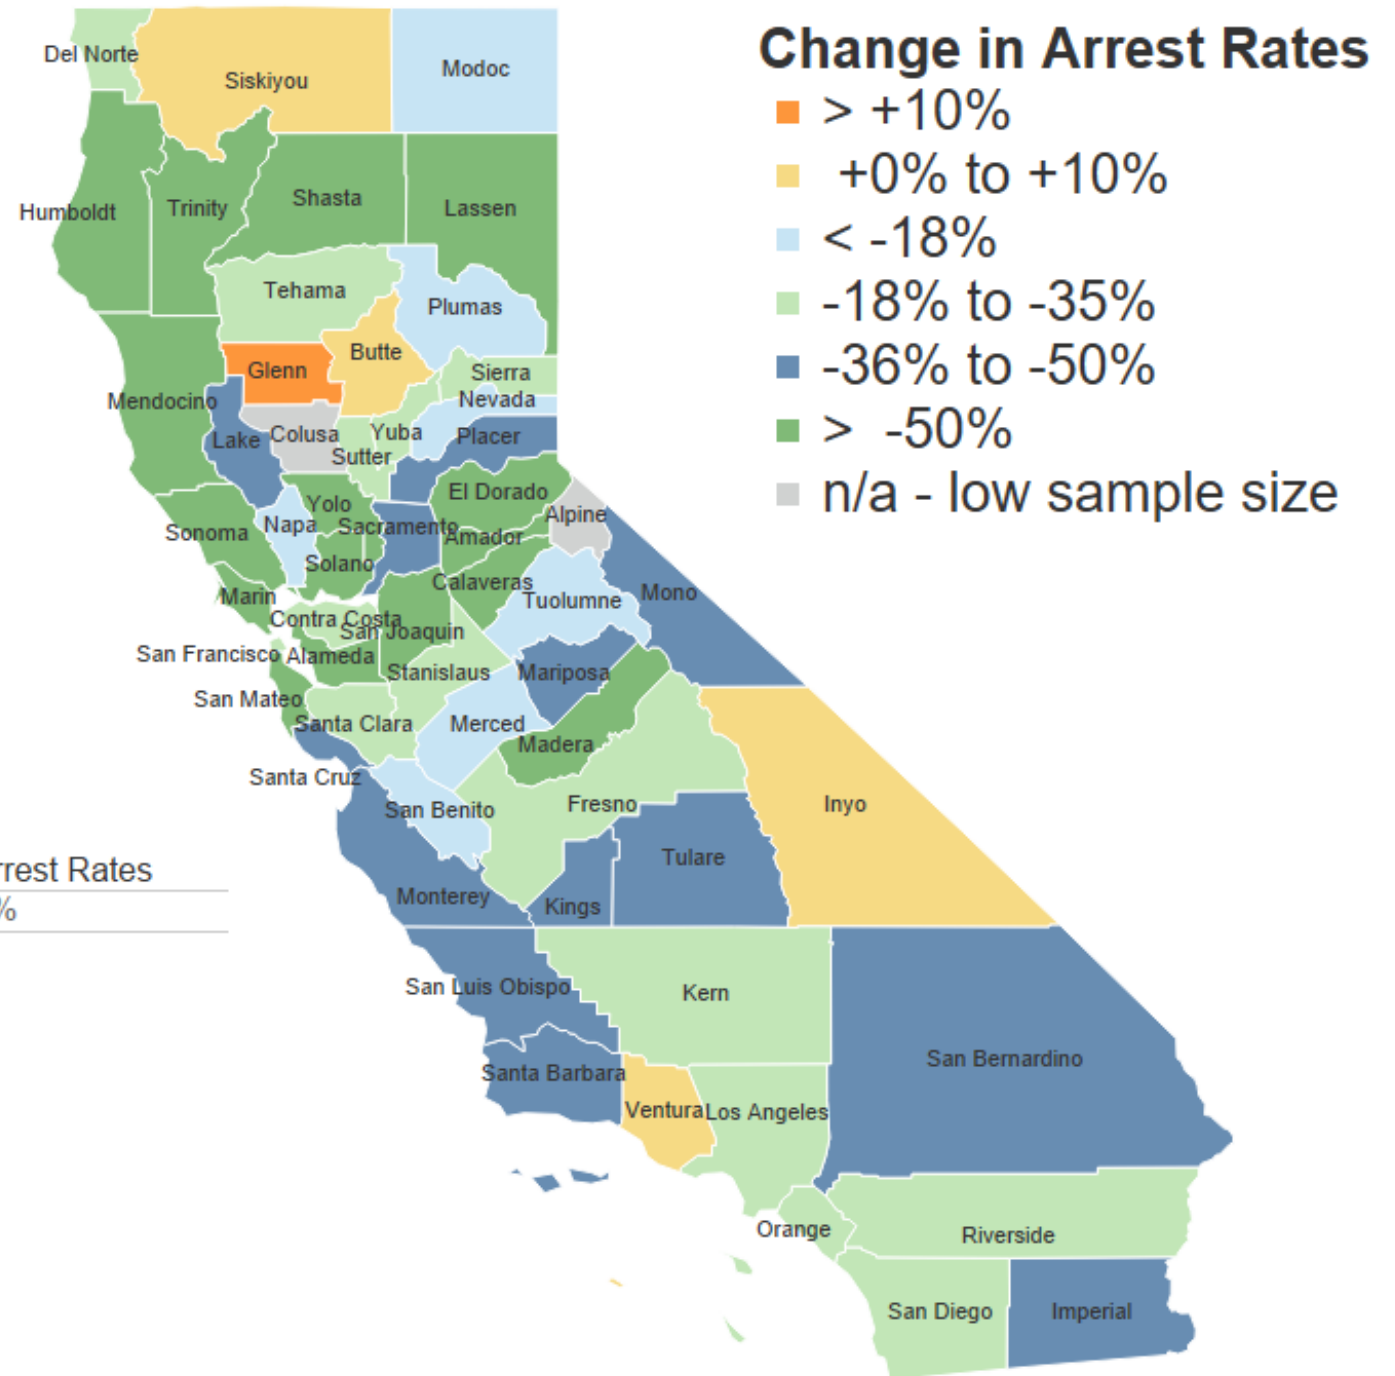 Change in Arrest Rates
> +10%
+0% to +10%
< -18%
-18% to -35%
-36% to -50%
> -50%
n/a - low sample size
Del Norte
Siskiyou
Modoc
Humboldt
Trinity
Shasta
Lassen
Tehama
Plumas
Butte
Glenn
Sierra
Nevada
Mendocino
Lake
Colusa
Yuba
Placer
Sutter
El Dorado
Yolo
Alpine
Sonoma
Napa
Sacramento
Amador
Solano
Calaveras
Mono
Marin
Tuolumne
Contra Costa
San Joaquin
San Francisco
Alameda
Stanislaus
Mariposa
San Mateo
Santa Clara
Merced
Madera
Santa Cruz
San Benito
Fresno
Inyo
Tulare
rrest Rates
%
Monterey
Kings
San Luis Obispo
Kern
San Bernardino
Santa Barbara
Ventura
Los Angeles
Orange
Riverside
San Diego
Imperial